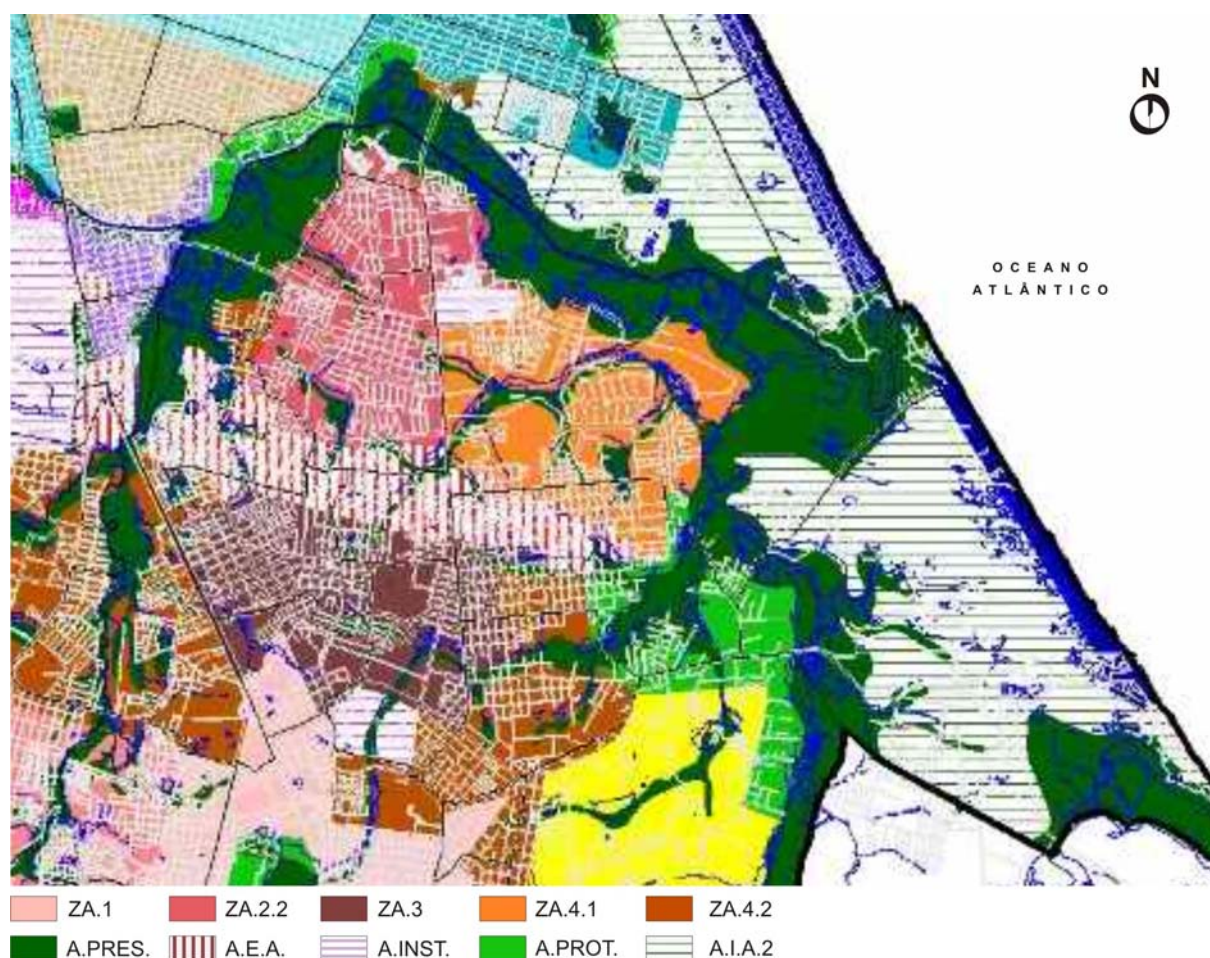 N
OCEANO
ATLÂNTICO
ZA.1 ZA.2.2 ZA.3 ZA.4.1 ZA.4.2
A.PRES. A.E.A. A.INST. A.PROT. A.I.A.2